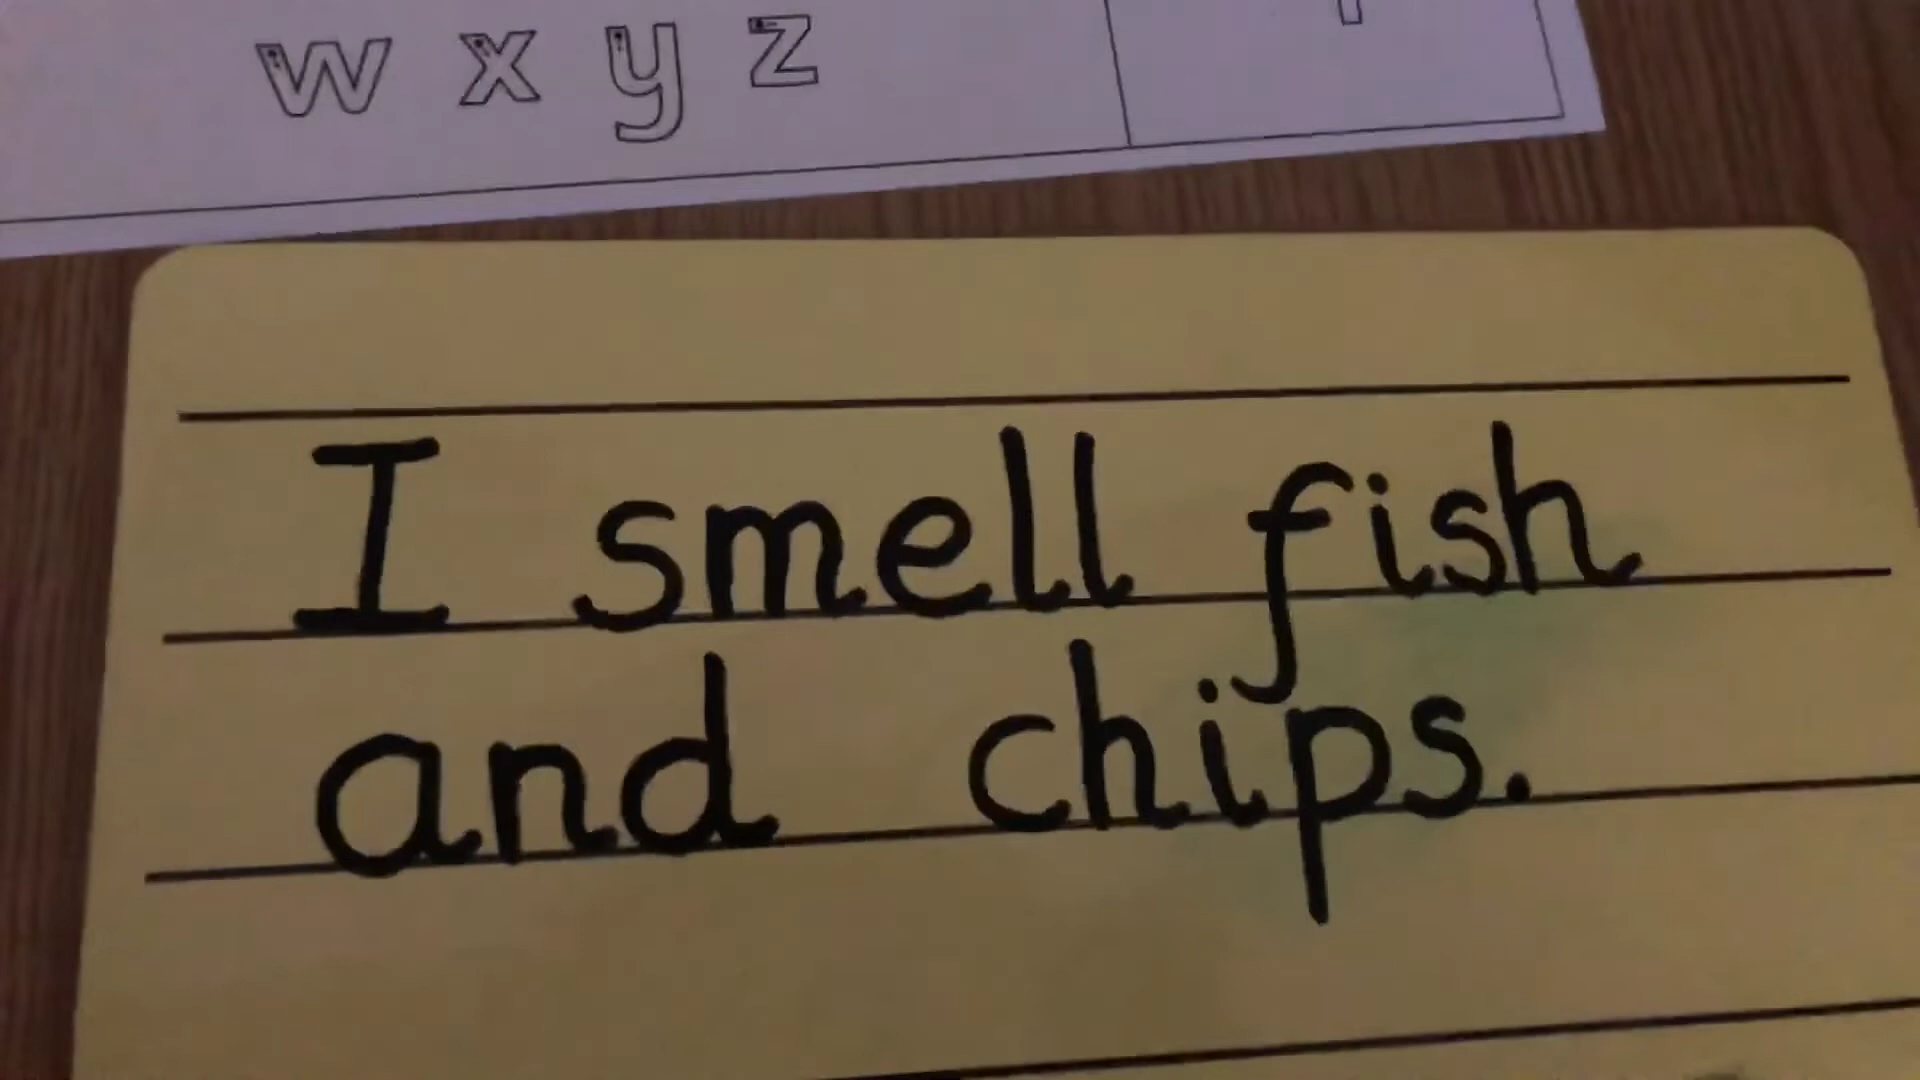 w x y z
I smell fish
and chips.